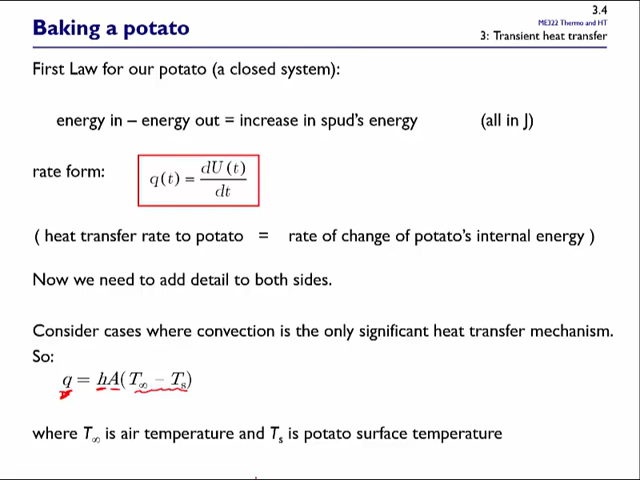 3.4
Baking a potato
ME322 Thermo and HT
3: Transient heat transfer
First Law for our potato (a closed system):
energy in – energy out = increase in spud's energy (all in J)
rate form: q(t) = dU(t)/dt
( heat transfer rate to potato = rate of change of potato's internal energy )
Now we need to add detail to both sides.
Consider cases where convection is the only significant heat transfer mechanism.
So:
q = hA(T∞ − Ts)
where T∞ is air temperature and Ts is potato surface temperature